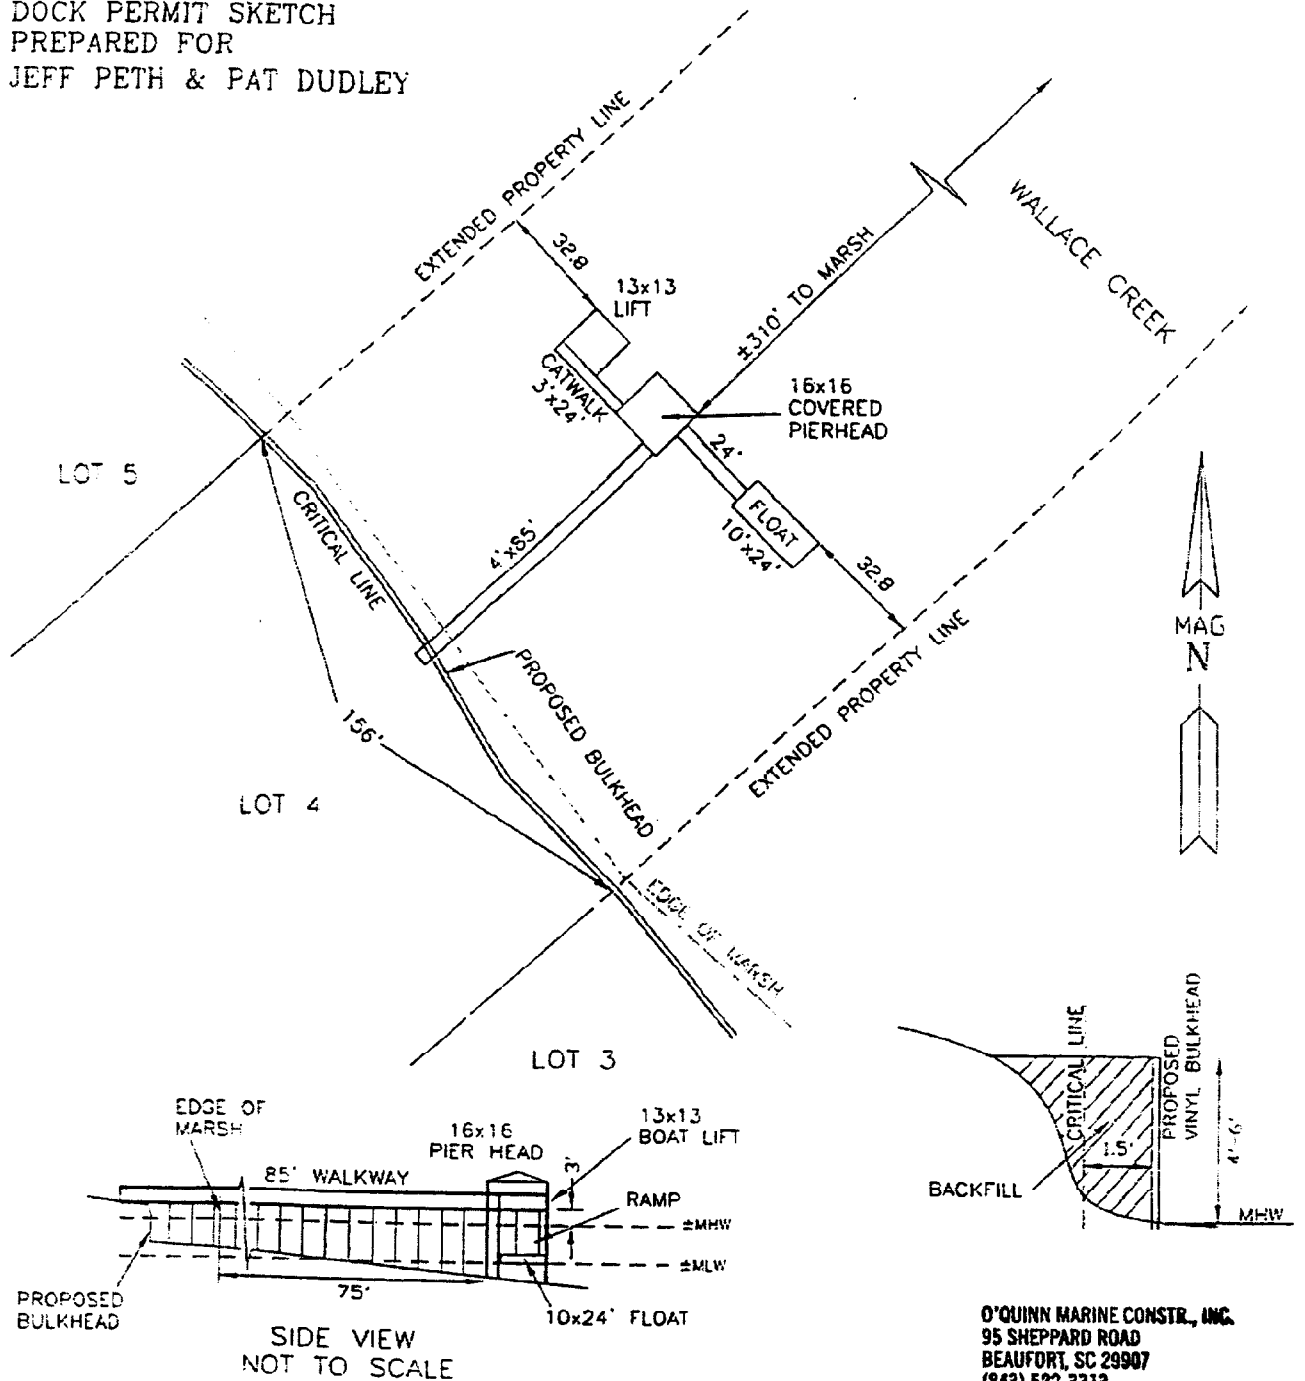 DOCK PERMIT SKETCH
PREPARED FOR
JEFF PETH & PAT DUDLEY
EXTENDED PROPERTY LINE
32.8
13x13
LIFT
±310' TO MARSH
WALLACE CREEK
CATWALK
3'x24'
16x16
COVERED
PIERHEAD
LOT 5
CRITICAL LINE
24'
FLOAT
10'x24'
4'x85'
32.8
MAG
N
PROPOSED BULKHEAD
EXTENDED PROPERTY LINE
156'
LOT 4
EDGE OF MARSH
LOT 3
EDGE OF
MARSH
85' WALKWAY
16x16
PIER HEAD
13x13
BOAT LIFT
3'
RAMP
±MHW
±MLW
75'
10x24' FLOAT
PROPOSED
BULKHEAD
SIDE VIEW
NOT TO SCALE
CRITICAL LINE
PROPOSED
VINYL BULKHEAD
1.5'
4'-6'
BACKFILL
MHW
O'QUINN MARINE CONSTR., INC.
95 SHEPPARD ROAD
BEAUFORT, SC 29907
(843) 522-3313